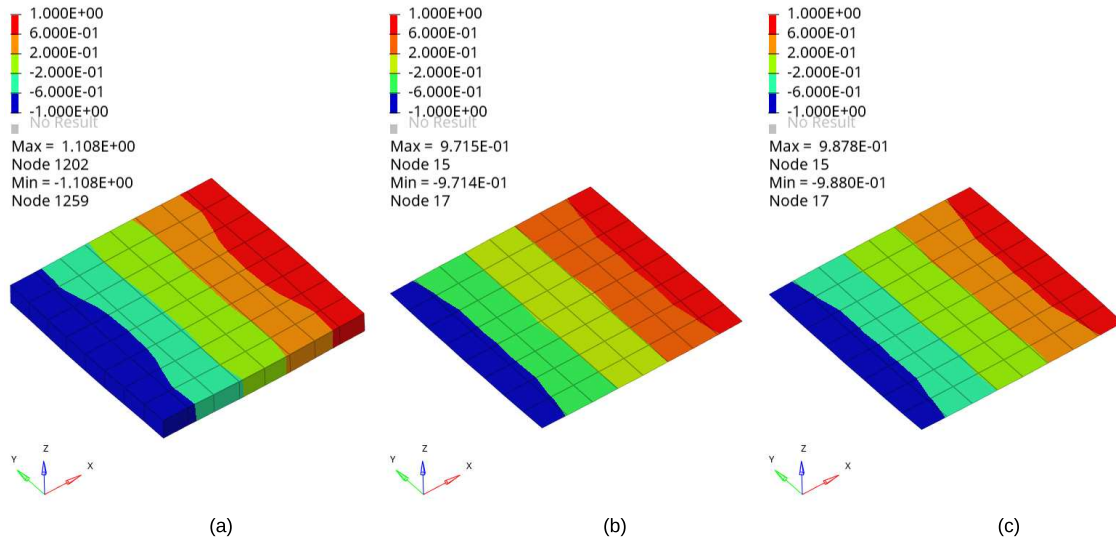 1.000E+00
6.000E-01
2.000E-01
-2.000E-01
-6.000E-01
-1.000E+00
No Result
Max = 1.108E+00
Node 1202
Min = -1.108E+00
Node 1259
Z
Y
X
(a)
1.000E+00
6.000E-01
2.000E-01
-2.000E-01
-6.000E-01
-1.000E+00
No Result
Max = 9.715E-01
Node 15
Min = -9.714E-01
Node 17
Z
Y
X
(b)
1.000E+00
6.000E-01
2.000E-01
-2.000E-01
-6.000E-01
-1.000E+00
No Result
Max = 9.878E-01
Node 15
Min = -9.880E-01
Node 17
Z
Y
X
(c)